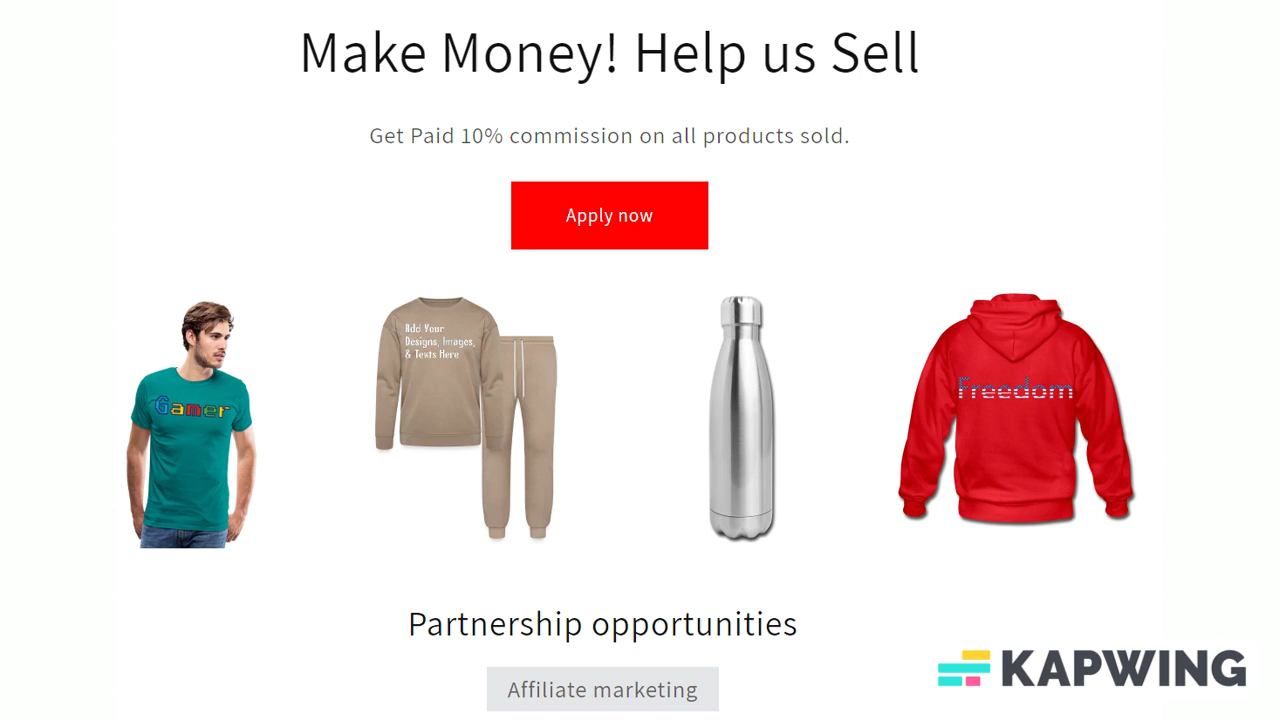 Make Money! Help us Sell
Get Paid 10% commission on all products sold.
Apply now
Gamer
Add Your
Designs, Images,
& Texts Here
Freedom
Partnership opportunities
Affiliate marketing
KAPWING